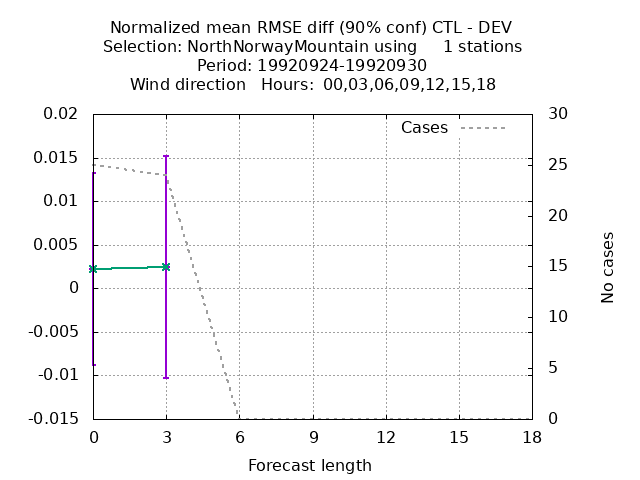 Normalized mean RMSE diff (90% conf) CTL - DEV
Selection: NorthNorwayMountain using     1 stations
Period: 19920924-19920930
Wind direction   Hours:  00,03,06,09,12,15,18
Cases
0.02
0.015
0.01
0.005
0
-0.005
-0.01
-0.015
30
25
20
15
10
5
0
No cases
0 3 6 9 12 15 18
Forecast length